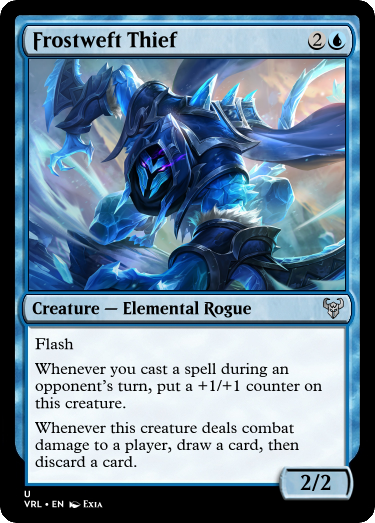 Frostweft Thief 2
Creature — Elemental Rogue
Flash
Whenever you cast a spell during an
opponent's turn, put a +1/+1 counter on
this creature.
Whenever this creature deals combat
damage to a player, draw a card, then
discard a card.
2/2
U
VRL • EN Exia